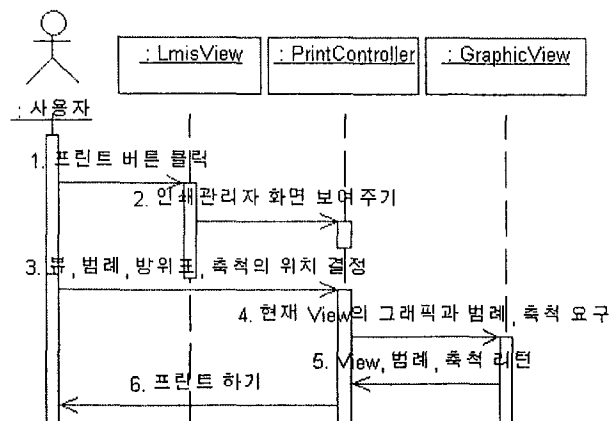 : LmisView
: PrintController
: GraphicView
: 사용자
1. 프린트 버튼 클릭
2. 인쇄관리자 화면 보여주기
3. 뷰, 범례, 방위표, 축척의 위치 결정
4. 현재 View의 그래픽과 범례, 축척 요구
5. View, 범례, 축척 리턴
6. 프린트 하기